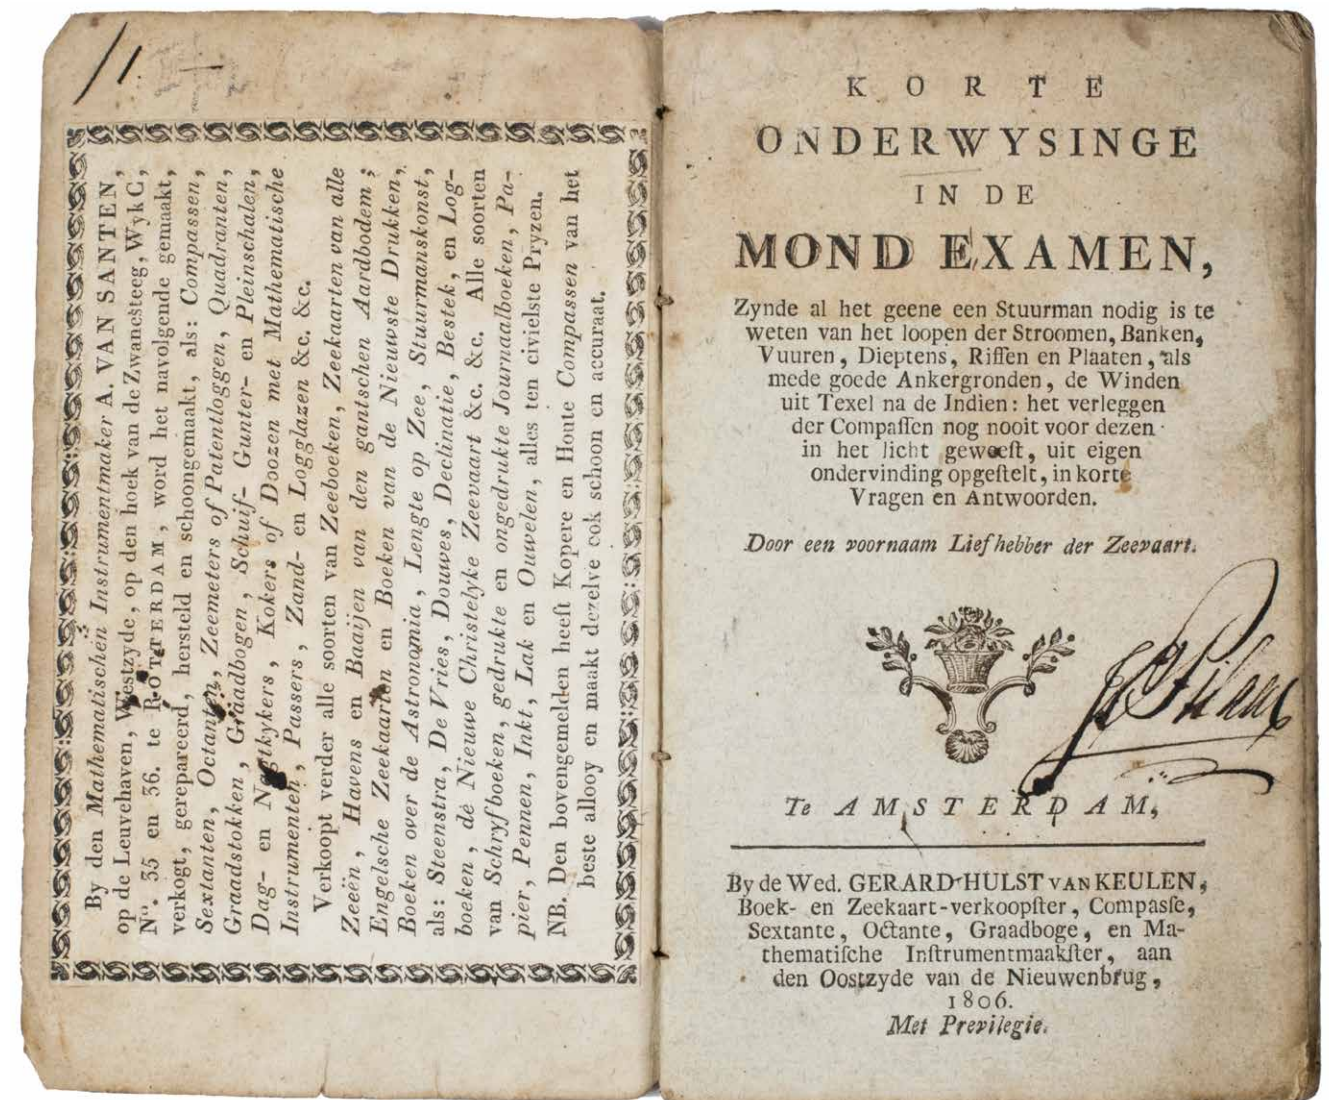 By den Mathematischen Instrumentmaker A. VAN SANTEN,
op de Leuvehaven, Westzyde, op den hoek van de Zwanesteeg, Wyk C,
No. 35 en 36. te ROTTERDAM, word het navolgende gemaakt,
verkogt, gerepareerd, hersteld en schoongemaakt, als: Compassen,
Sextanten, Octanten, Zeemeters of Patentloggen, Quadranten,
Graadstokken, Graadbogen, Schuif- Gunter- en Pleinschalen,
Dag- en Nagtkykers, Kokers of Doozen met Mathematische
Instrumenten, Passers, Zand- en Logglazen &c. &c.
Verkoopt verder alle soorten van Zeeboeken, Zeekaarten van alle
Zeeën, Havens en Baaijen van den gantschen Aardbodem;
Engelsche Zeekaarten en Boeken van de Nieuwste Drukken,
Boeken over de Astronomia, Lengte op Zee, Stuurmanskonst,
als: Steenstra, De Vries, Douwes, Declinatie, Bestek, en Log-
boeken, de Nieuwe Christelyke Zeevaart &c. &c. Alle soorten
van Schryfboeken, gedrukte en ongedrukte Journaalboeken, Pa-
pier, Pennen, Inkt, Lak en Ouwelen, alles ten civielste Pryzen.
NB. Den bovengemelden heeft Kopere en Houte Compassen van het
beste allooy en maakt dezelve ook schoon en accuraat.
KORTE
ONDERWYSINGE
IN DE
MOND EXAMEN,
Zynde al het geene een Stuurman nodig is te
weten van het loopen der Stroomen, Banken,
Vuuren, Dieptens, Riffen en Plaaten, als
mede goede Ankergronden, de Winden
uit Texel na de Indien: het verleggen
der Compaſſen nog nooit voor dezen
in het licht geweeſt, uit eigen
ondervinding opgeſtelt, in korte
Vragen en Antwoorden.
Door een voornaam Liefhebber der Zeevaart.
Te AMSTERDAM,
By de Wed. GERARD HULST VAN KEULEN,
Boek- en Zeekaart-verkoopſter, Compaſſe,
Sextante, Octante, Graadboge, en Ma-
thematiſche Inſtrumentmaakſter, aan
den Oostzyde van de Nieuwenbrug,
1806.
Met Previlegie.